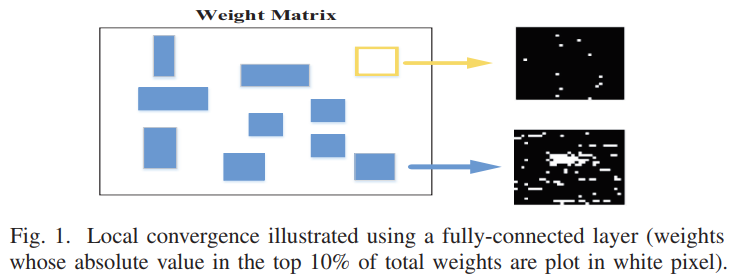 Weight Matrix
Fig. 1. Local convergence illustrated using a fully-connected layer (weights
whose absolute value in the top 10% of total weights are plot in white pixel).